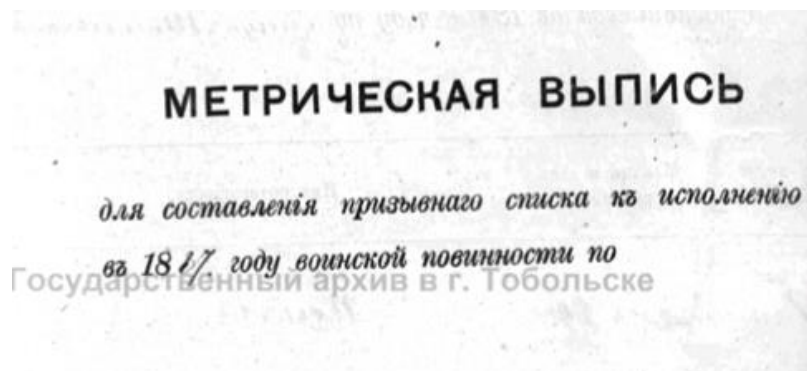 МЕТРИЧЕСКАЯ ВЫПИСЬ
для составленія призывнаго списка къ исполненію
въ 18 году воинской повинности по
Государственный архив в г. Тобольске